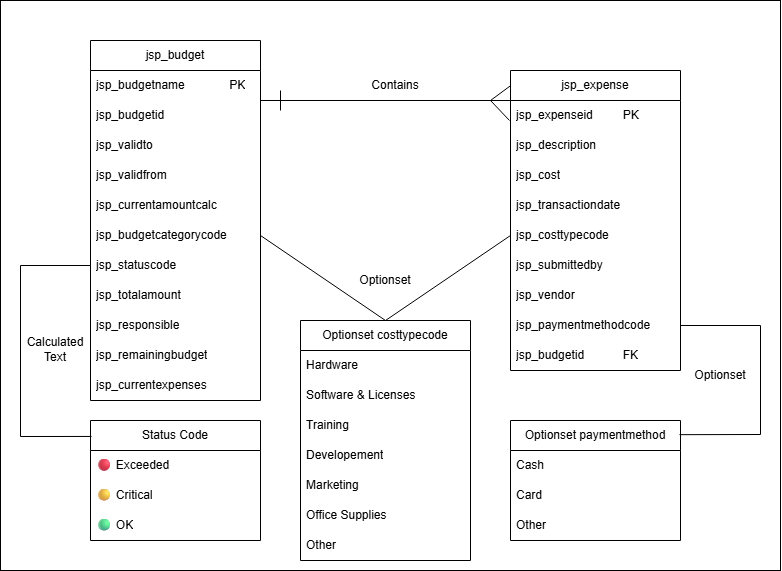 jsp_budget
jsp_budgetname PK
jsp_budgetid
jsp_validto
jsp_validfrom
jsp_currentamountcalc
jsp_budgetcategorycode
jsp_statuscode
jsp_totalamount
jsp_responsible
jsp_remainingbudget
jsp_currentexpenses
Contains
jsp_expense
jsp_expenseid PK
jsp_description
jsp_cost
jsp_transactiondate
jsp_costtypecode
jsp_submittedby
jsp_vendor
jsp_paymentmethodcode
jsp_budgetid FK
Optionset
Calculated
Text
Optionset
Status Code
Exceeded
Critical
OK
Optionset costtypecode
Hardware
Software & Licenses
Training
Developement
Marketing
Office Supplies
Other
Optionset paymentmethod
Cash
Card
Other